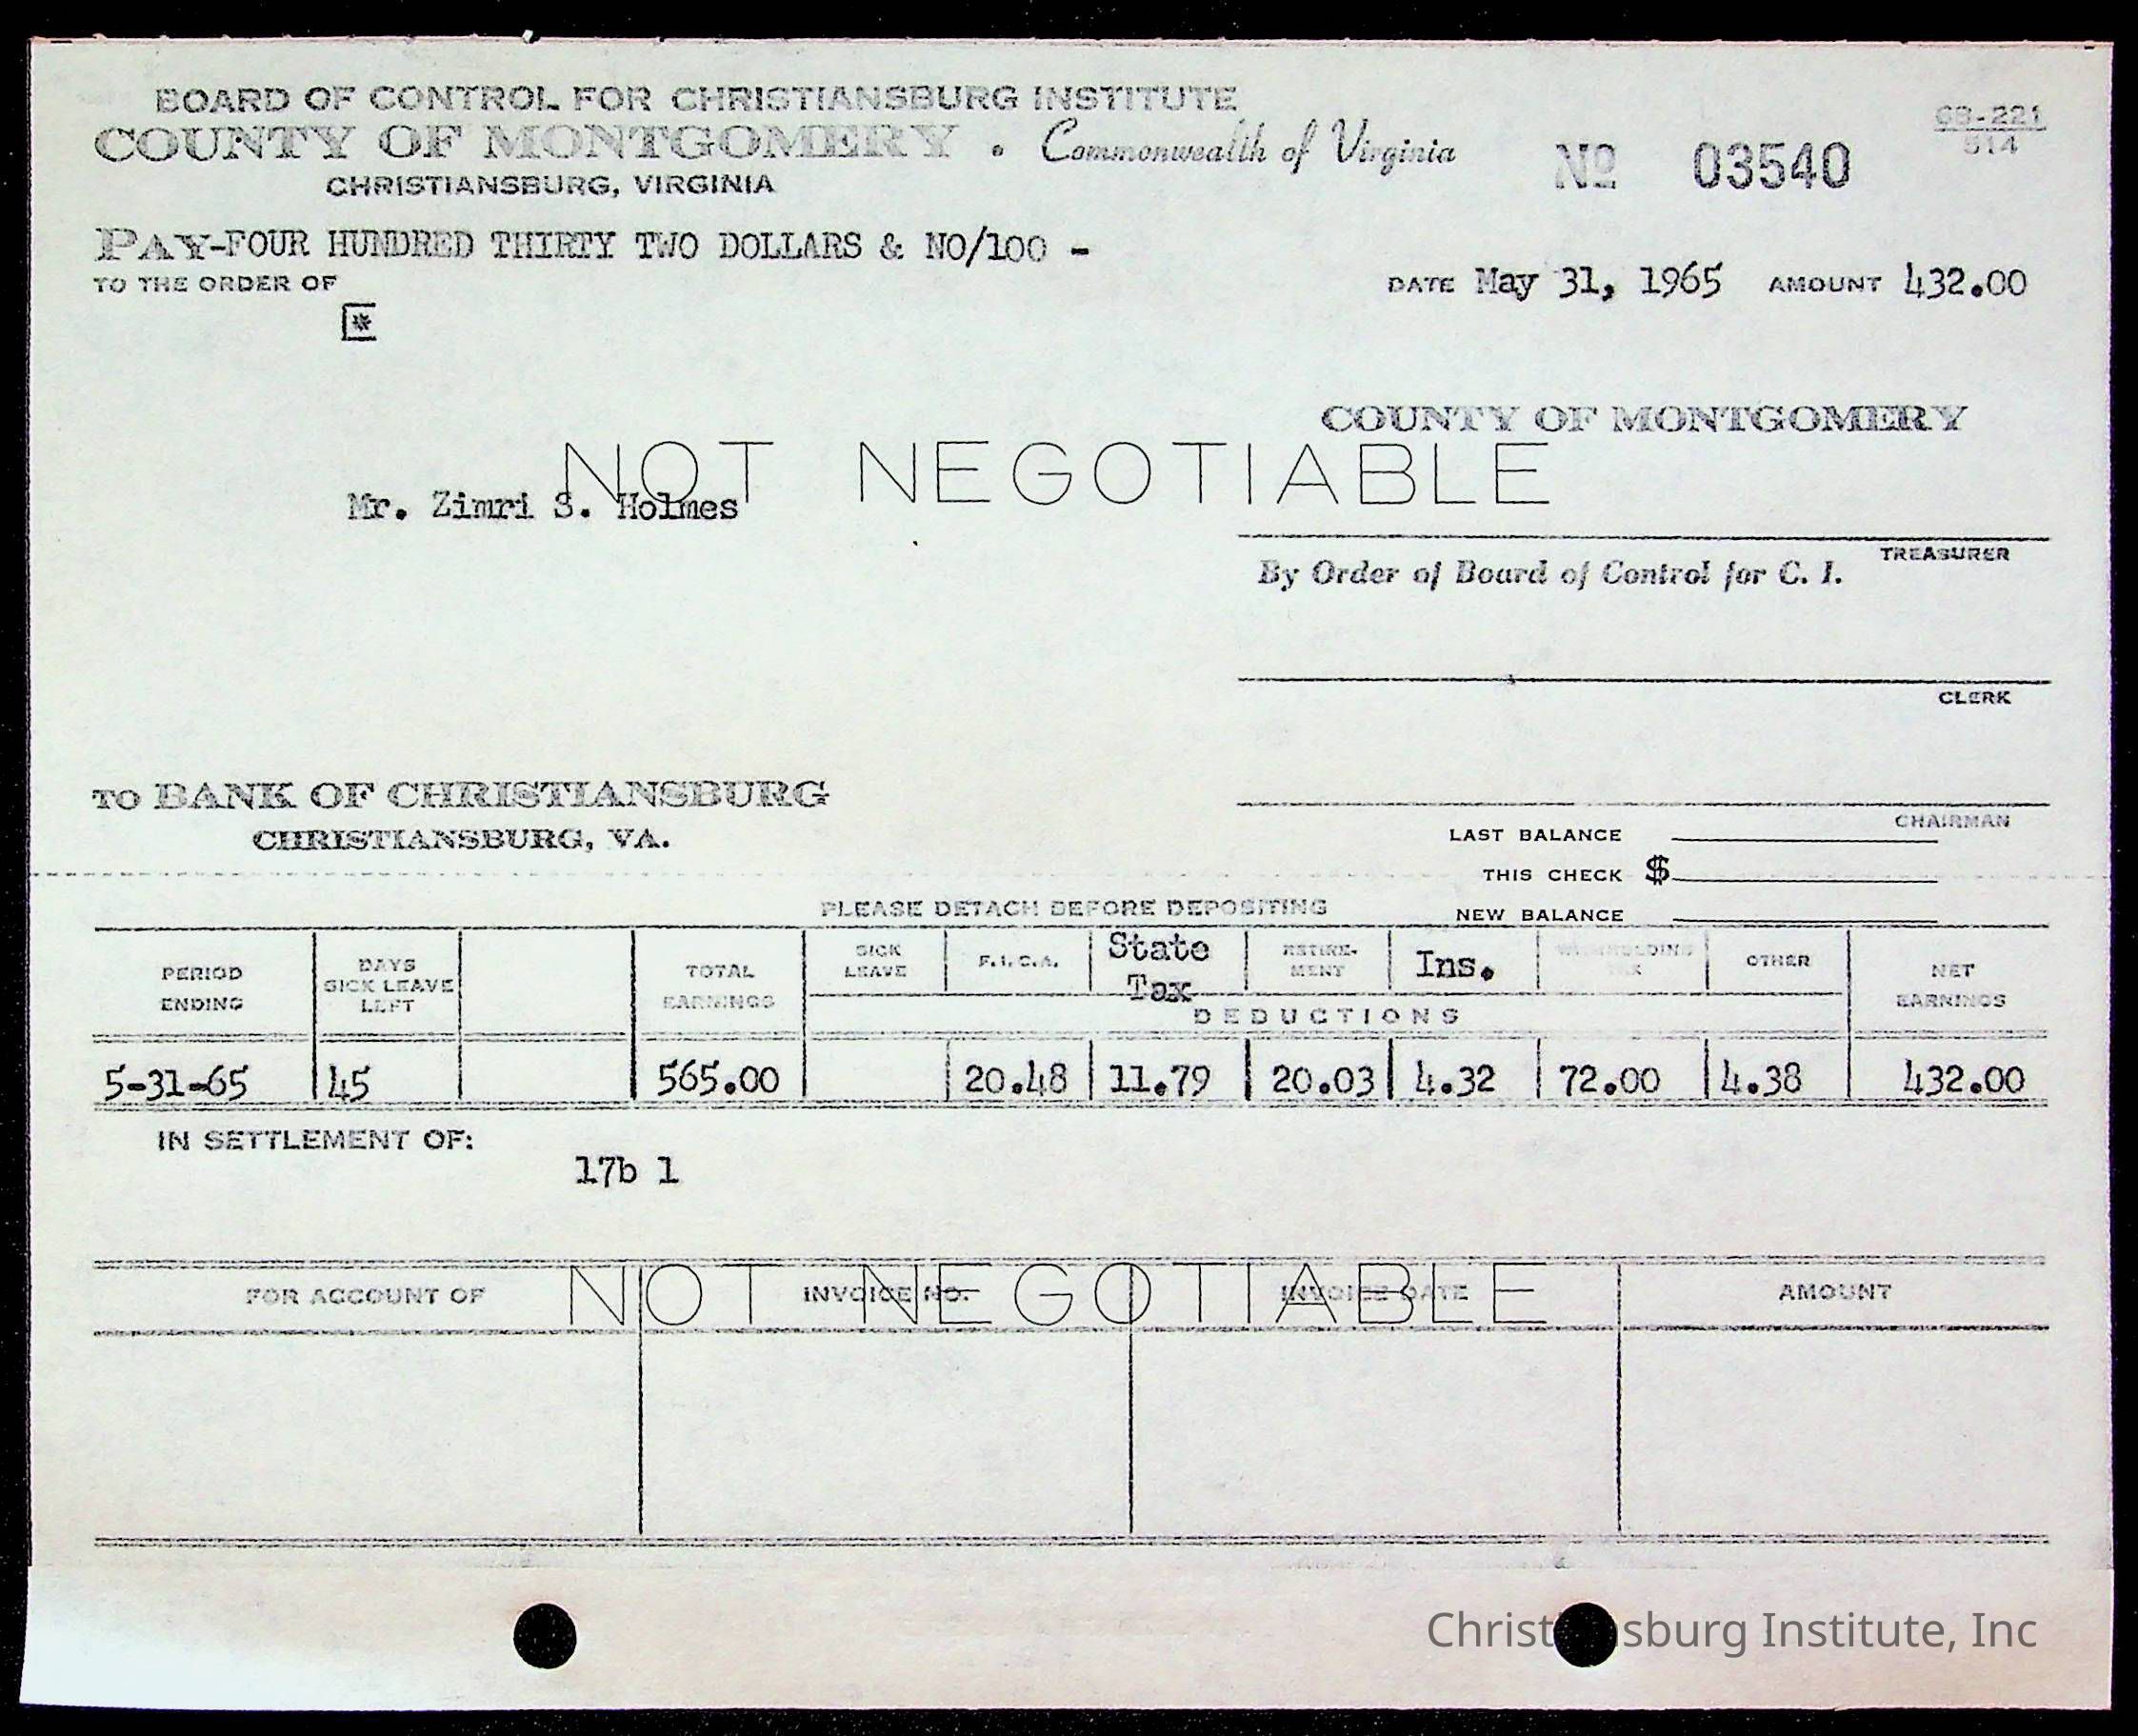 BOARD OF CONTROL FOR CHRISTIANSBURG INSTITUTE
COUNTY OF MONTGOMERY • Commonwealth of Virginia
CHRISTIANSBURG, VIRGINIA
68-221
514
No 03540
PAY-FOUR HUNDRED THIRTY TWO DOLLARS & NO/100 -
TO THE ORDER OF
DATE May 31, 1965 AMOUNT 432.00
*
COUNTY OF MONTGOMERY
NOT NEGOTIABLE
Mr. Zimri S. Holmes
TREASURER
By Order of Board of Control for C. I.
CLERK
TO BANK OF CHRISTIANSBURG
CHRISTIANSBURG, VA.
CHAIRMAN
LAST BALANCE
THIS CHECK $
NEW BALANCE
PLEASE DETACH BEFORE DEPOSITING
PERIOD ENDING
DAYS SICK LEAVE LEFT
TOTAL EARNINGS
SICK LEAVE
F.I.C.A.
State Tax
RETIRE-MENT
Ins.
WITHHOLDING TAX
OTHER
NET EARNINGS
DEDUCTIONS
5-31-65 45 565.00 20.48 11.79 20.03 4.32 72.00 4.38 432.00
IN SETTLEMENT OF:
17b 1
NOT NEGOTIABLE
FOR ACCOUNT OF INVOICE NO. INVOICE DATE AMOUNT
Christ sburg Institute, Inc